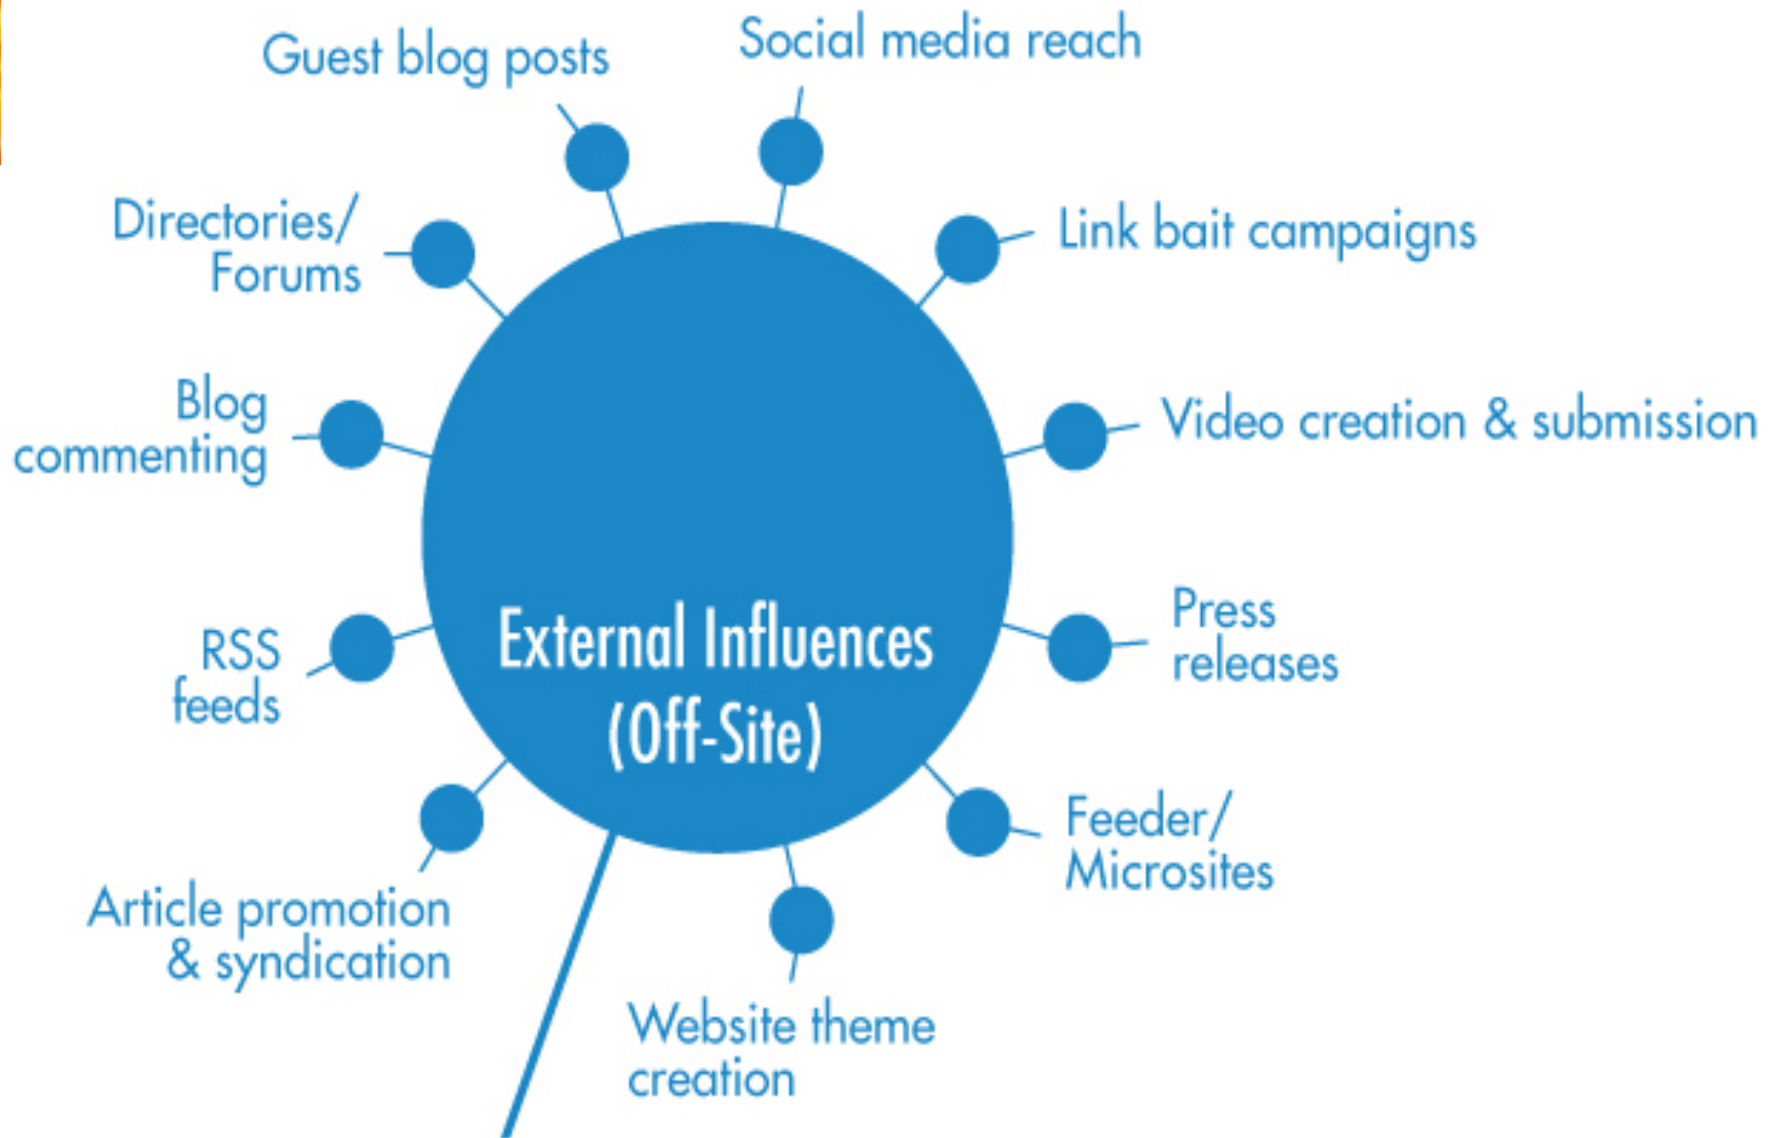 Guest blog posts
Social media reach
Directories/
Forums
Link bait campaigns
Blog
commenting
Video creation & submission
RSS
feeds
External Influences
(Off-Site)
Press
releases
Article promotion
& syndication
Feeder/
Microsites
Website theme
creation